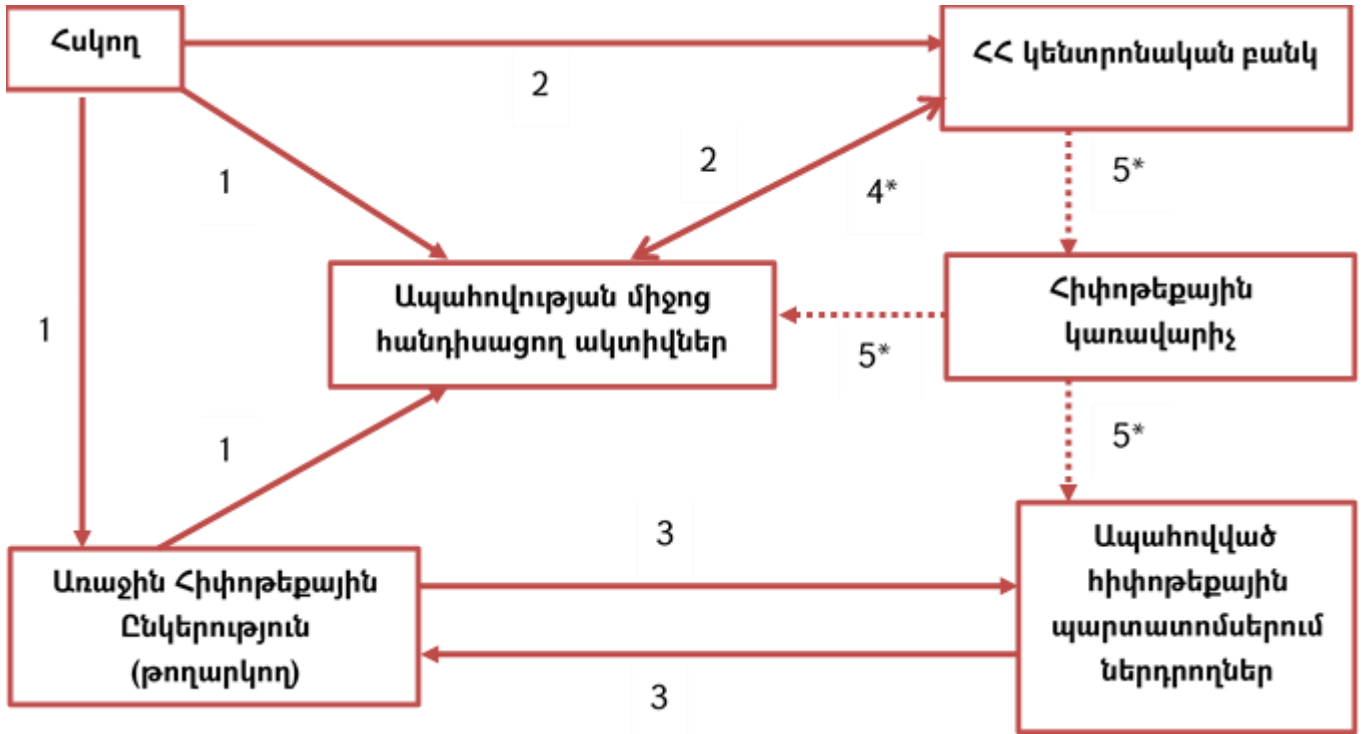 Հսկող
ՀՀ կենտրոնական բանկ
2
1
2
4*
5*
Ապահովության միջոց
հանդիսացող ակտիվներ
Հիփոթեքային
կառավարիչ
1
5*
1
5*
3
Առաջին Հիփոթեքային
Ընկերություն
(թողարկող)
Ապահովված
հիփոթեքային
պարտատոմսերում
ներդրողներ
3